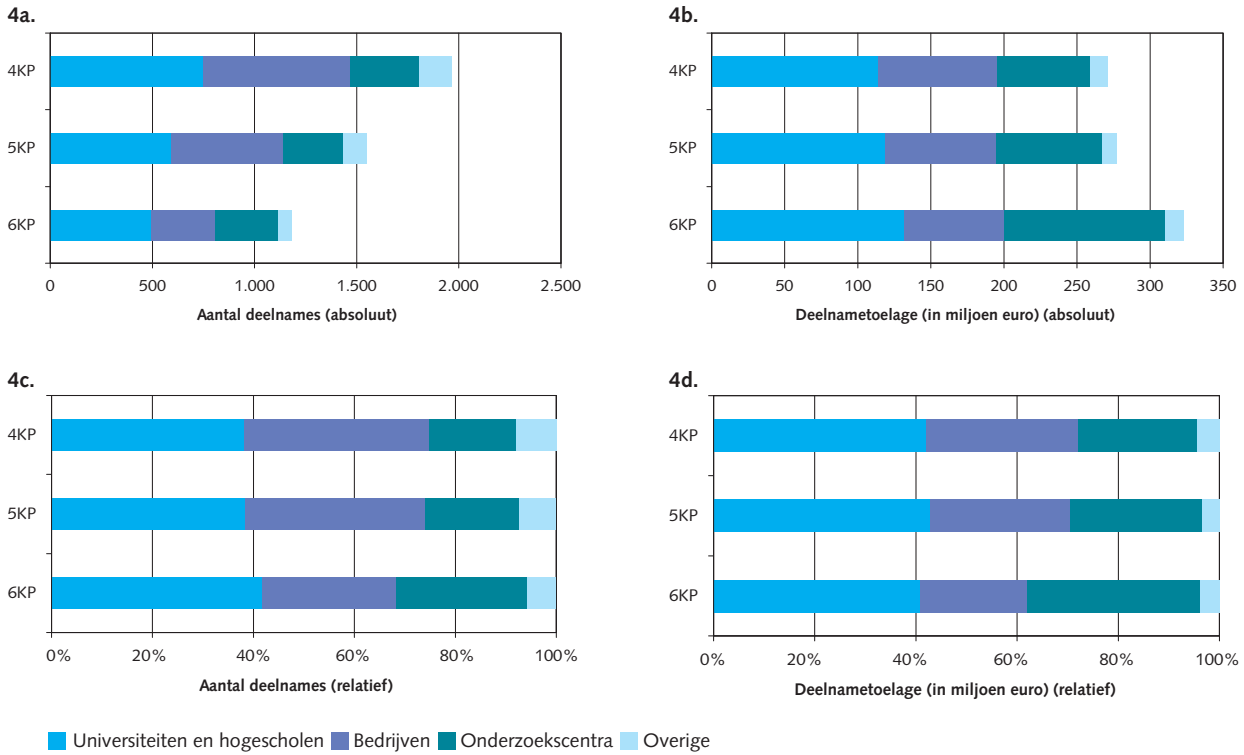 4a.
4KP
5KP
6KP
0 500 1.000 1.500 2.000 2.500
Aantal deelnames (absoluut)
4b.
4KP
5KP
6KP
0 50 100 150 200 250 300 350
Deelnametoelage (in miljoen euro) (absoluut)
4c.
4KP
5KP
6KP
0% 20% 40% 60% 80% 100%
Aantal deelnames (relatief)
4d.
4KP
5KP
6KP
0% 20% 40% 60% 80% 100%
Deelnametoelage (in miljoen euro) (relatief)
Universiteiten en hogescholen Bedrijven Onderzoekscentra Overige